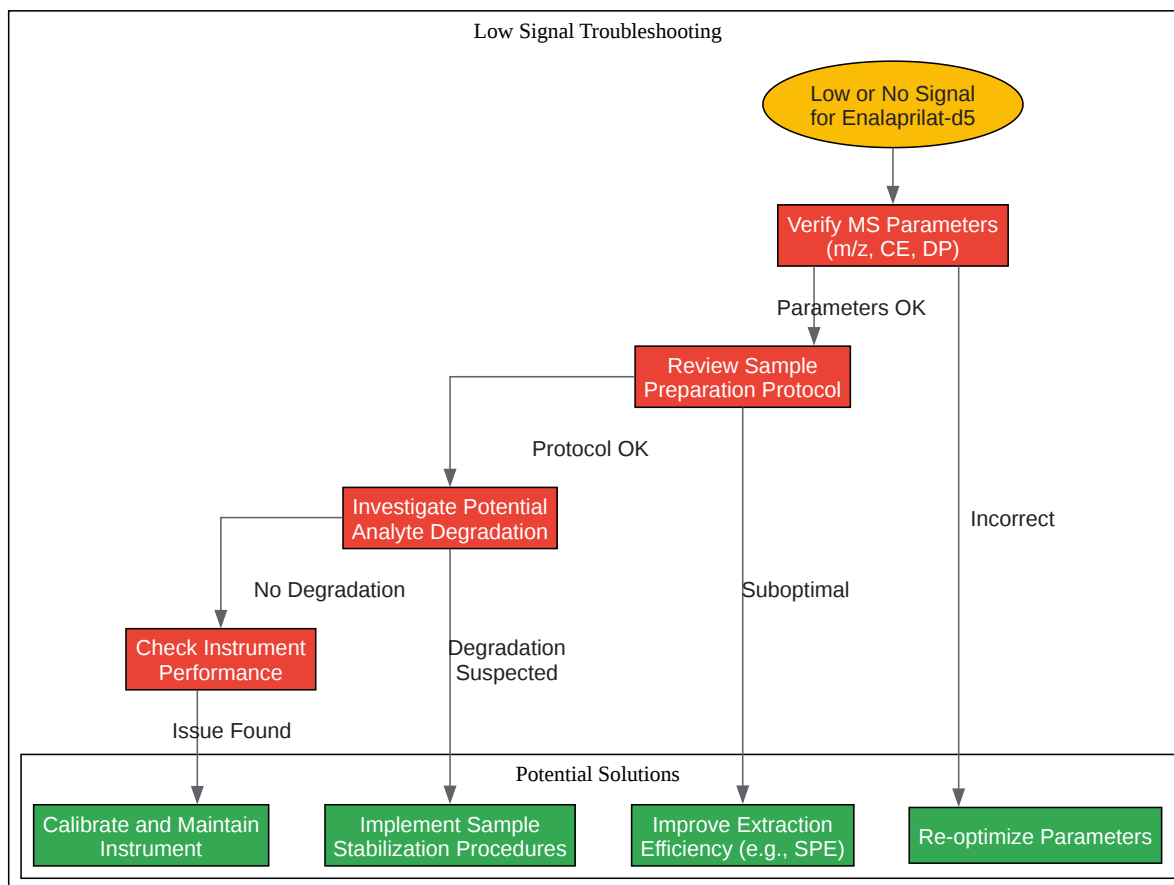 Low Signal Troubleshooting
Low or No Signal
for Enalaprilat-d5
Verify MS Parameters
(m/z, CE, DP)
Parameters OK
Review Sample
Preparation Protocol
Protocol OK
Investigate Potential
Analyte Degradation
Incorrect
No Degradation
Suboptimal
Check Instrument
Performance
Degradation
Suspected
Issue Found
Potential Solutions
Calibrate and Maintain
Instrument
Implement Sample
Stabilization Procedures
Improve Extraction
Efficiency (e.g., SPE)
Re-optimize Parameters